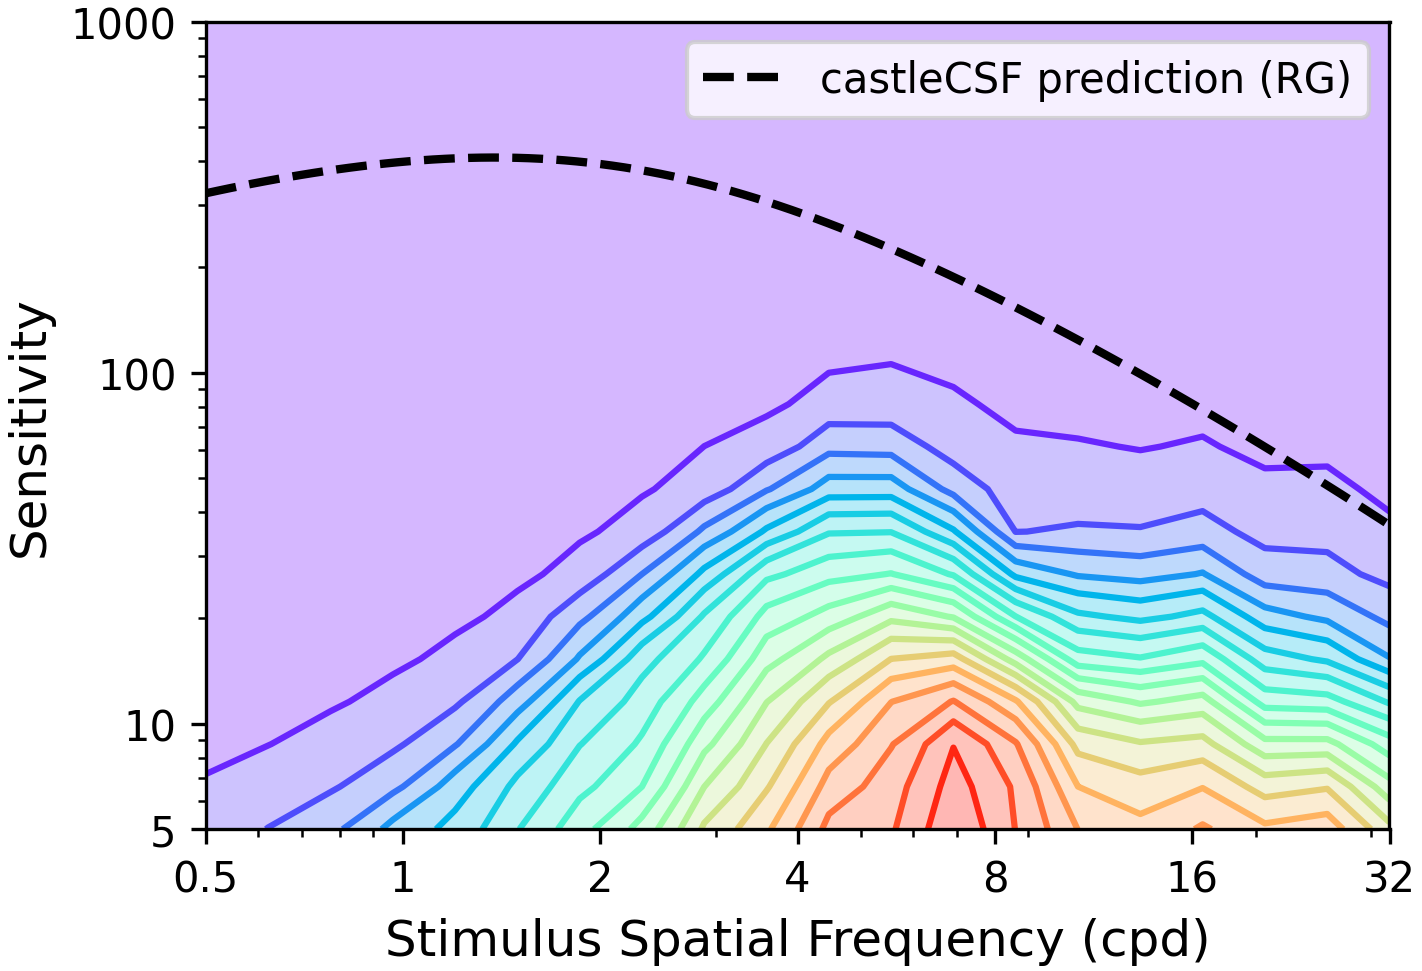 1000
castleCSF prediction (RG)
Sensitivity
100
10
5
0.5 1 2 4 8 16 32
Stimulus Spatial Frequency (cpd)